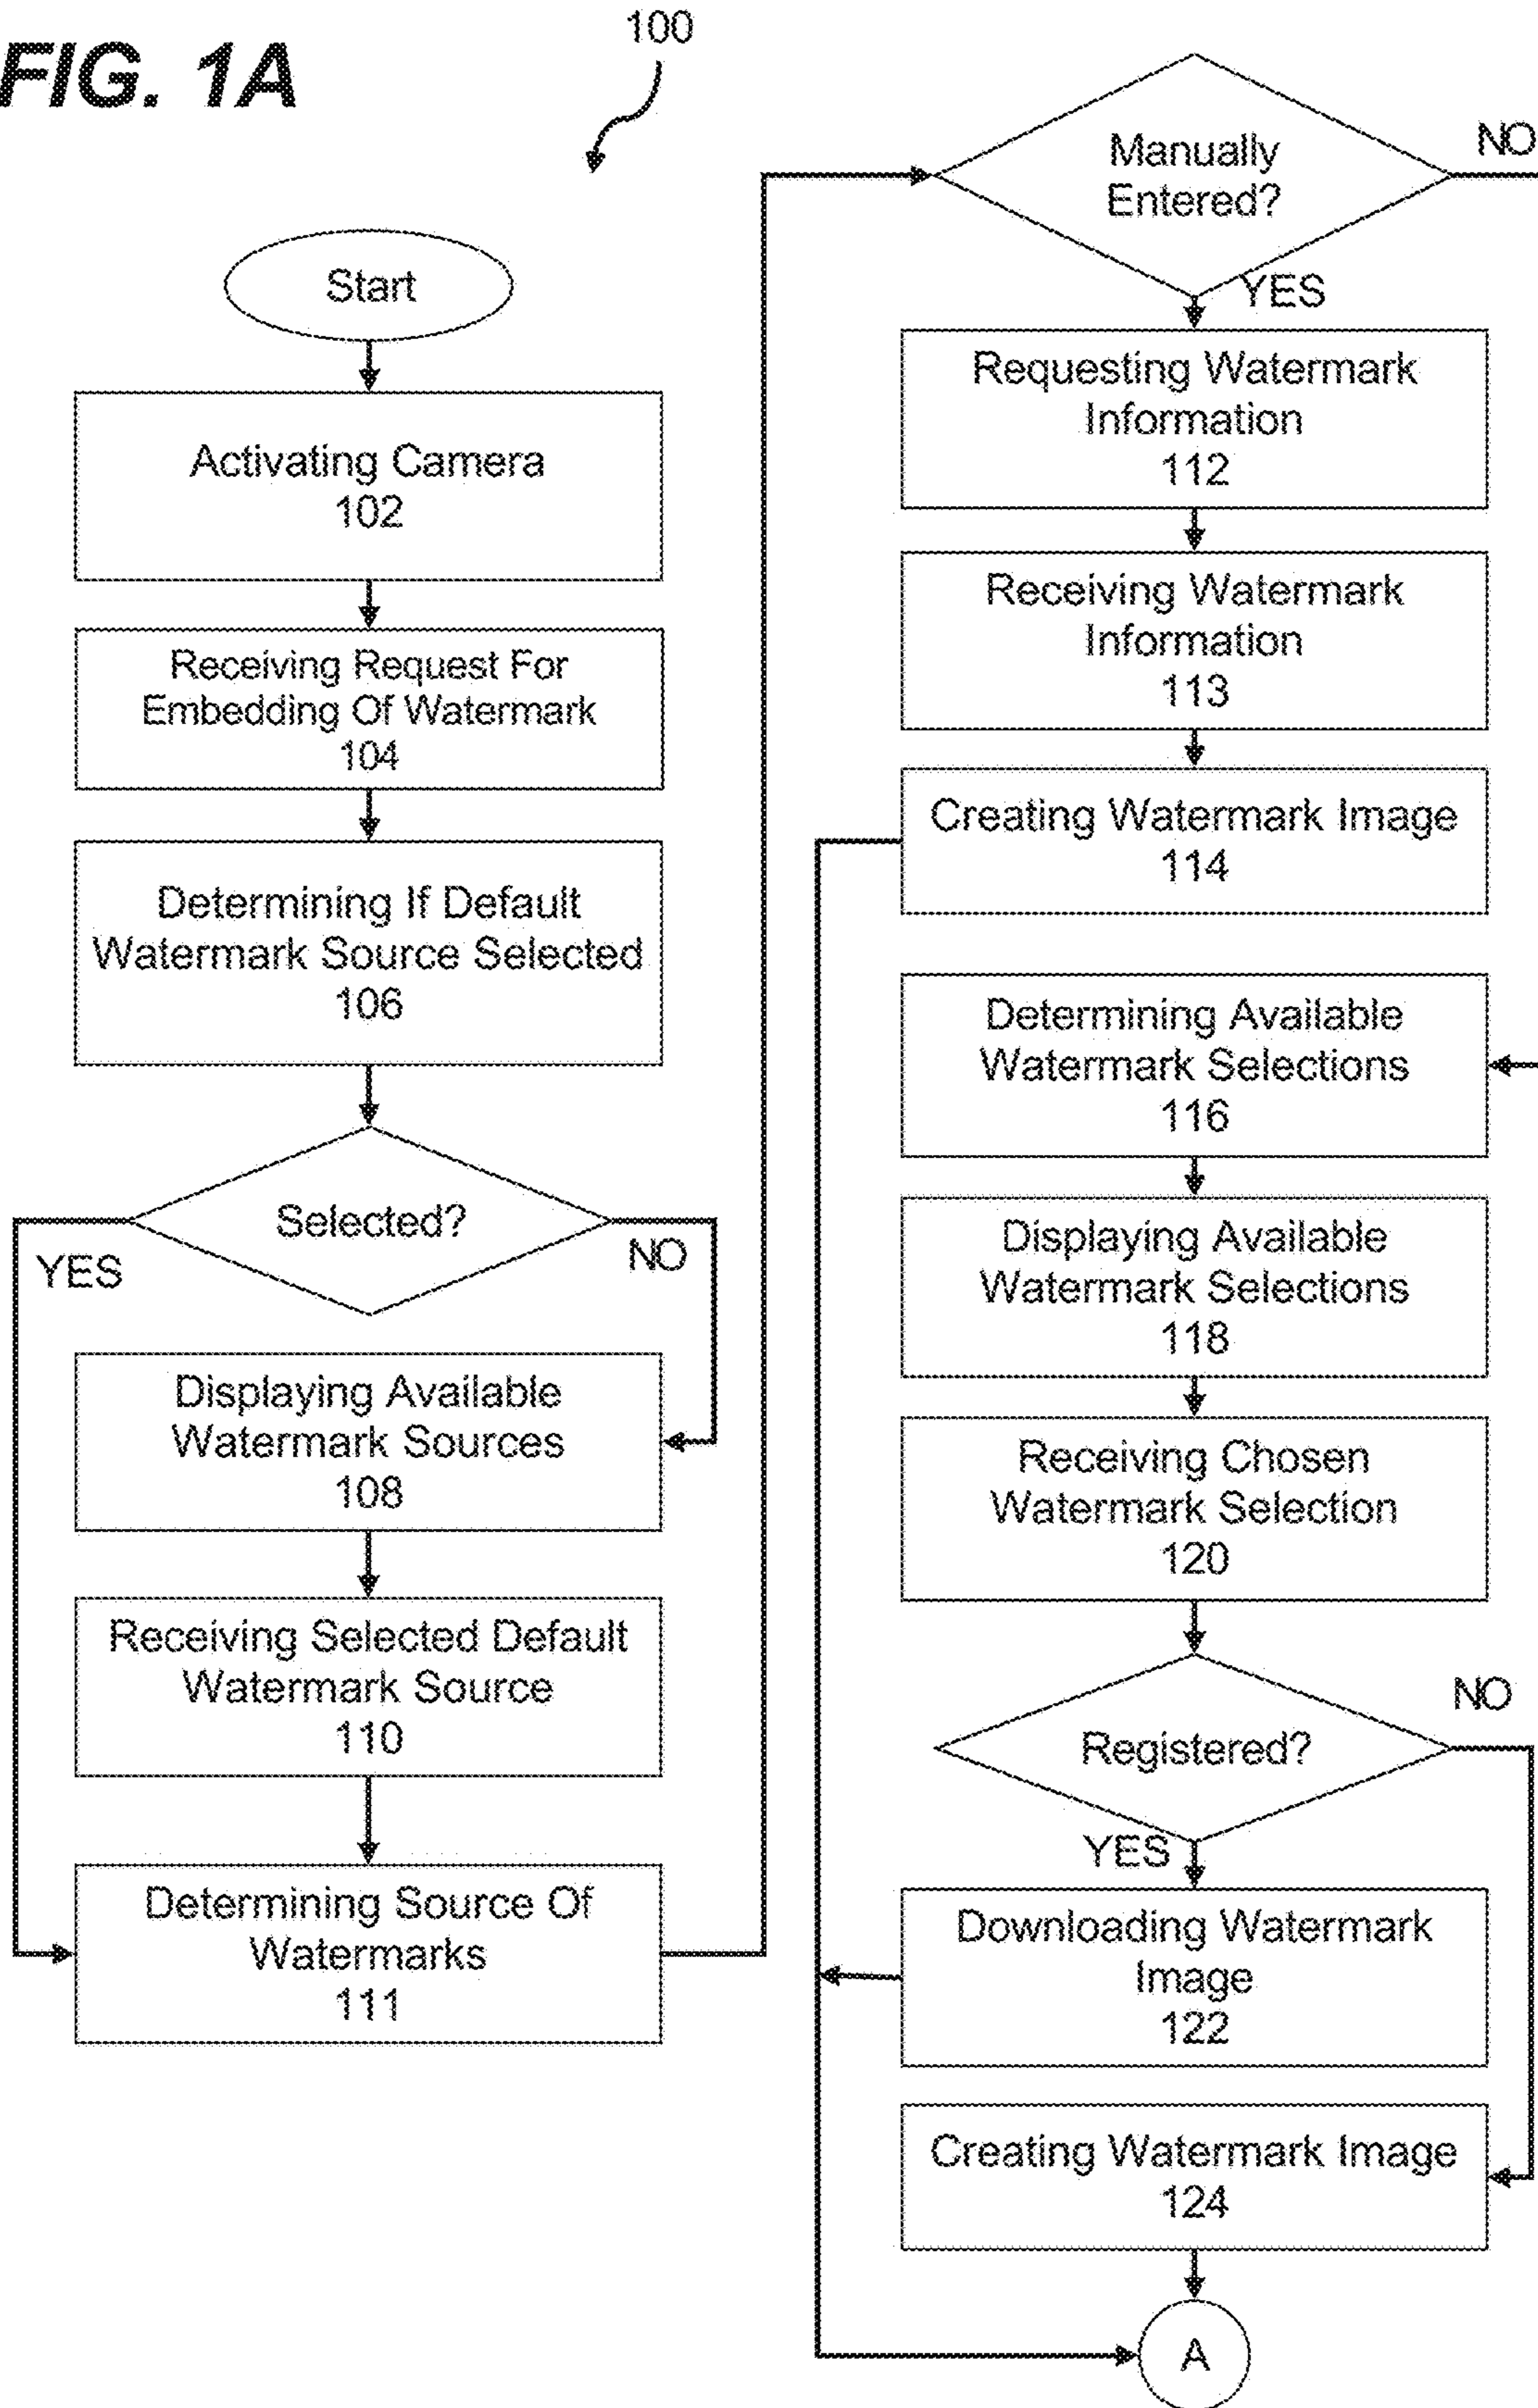 FIG. 1A
100
Start
Activating Camera
102
Receiving Request For
Embedding Of Watermark
104
Determining If Default
Watermark Source Selected
106
Selected?
YES
NO
Displaying Available
Watermark Sources
108
Receiving Selected Default
Watermark Source
110
Determining Source Of
Watermarks
111
Manually
Entered?
NO
YES
Requesting Watermark
Information
112
Receiving Watermark
Information
113
Creating Watermark Image
114
Determining Available
Watermark Selections
116
Displaying Available
Watermark Selections
118
Receiving Chosen
Watermark Selection
120
Registered?
NO
YES
Downloading Watermark
Image
122
Creating Watermark Image
124
A